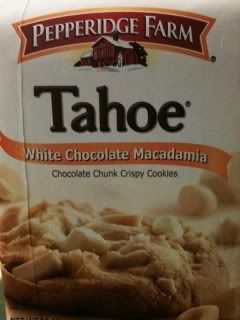 PEPPERIDGE FARM
Tahoe®
White Chocolate Macadamia
Chocolate Chunk Crispy Cookies